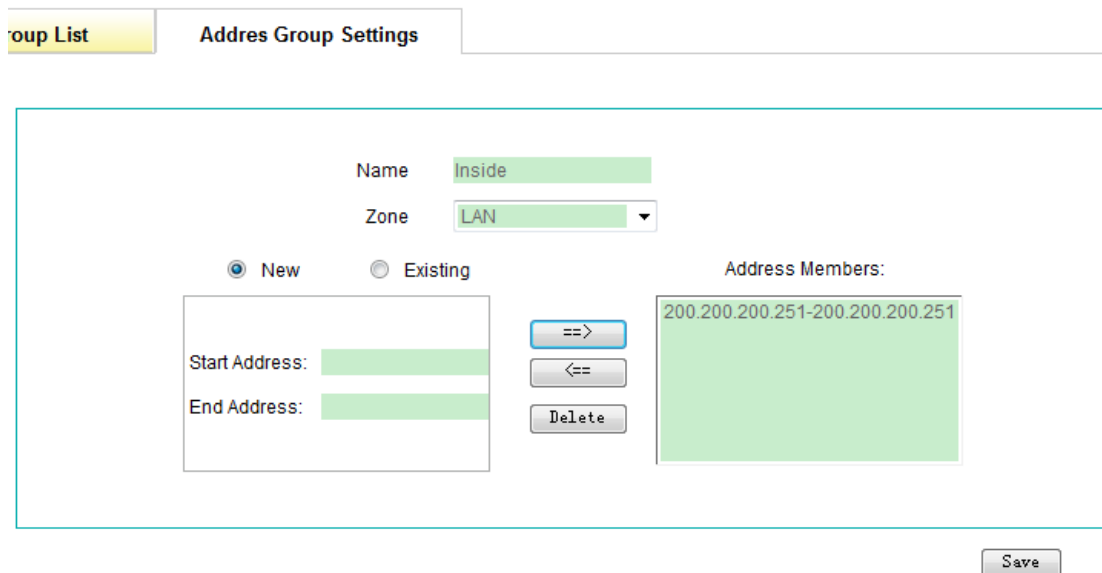 roup List Addres Group Settings
Name Inside
Zone LAN
New Existing Address Members:
200.200.200.251-200.200.200.251
==>
Start Address:
<==
End Address:
Delete
Save